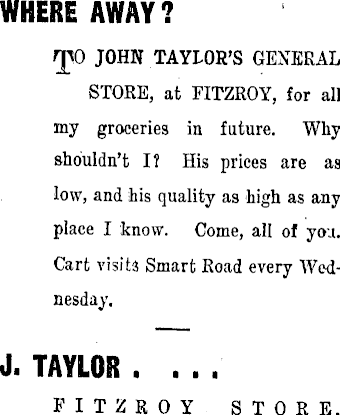 WHERE AWAY?
TO JOHN TAYLOR'S GENERAL
STORE, at FITZROY, for all
my groceries in future. Why
shouldn't I? His prices are as
low, and his quality as high as any
place I know. Come, all of you.
Cart visits Smart Road every Wed-
nesday.
J. TAYLOR . . . .
FITZROY STORE.